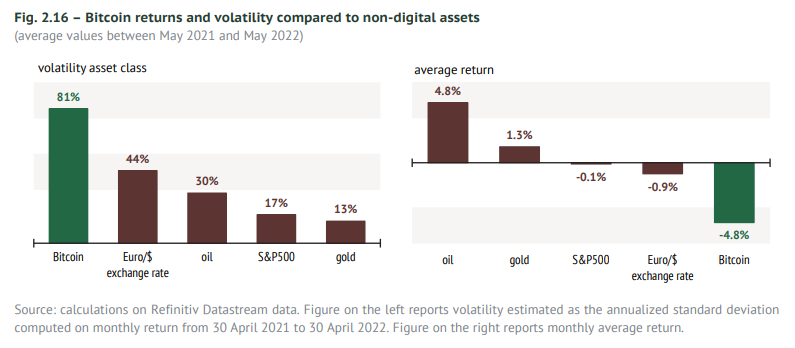 Fig. 2.16 – Bitcoin returns and volatility compared to non-digital assets
(average values between May 2021 and May 2022)
volatility asset class
81%
44%
30%
17%
13%
Bitcoin
Euro/$
exchange rate
oil
S&P500
gold
average return
4.8%
1.3%
-0.1%
-0.9%
-4.8%
oil
gold
S&P500
Euro/$
exchange rate
Bitcoin
Source: calculations on Refinitiv Datastream data. Figure on the left reports volatility estimated as the annualized standard deviation
computed on monthly return from 30 April 2021 to 30 April 2022. Figure on the right reports monthly average return.